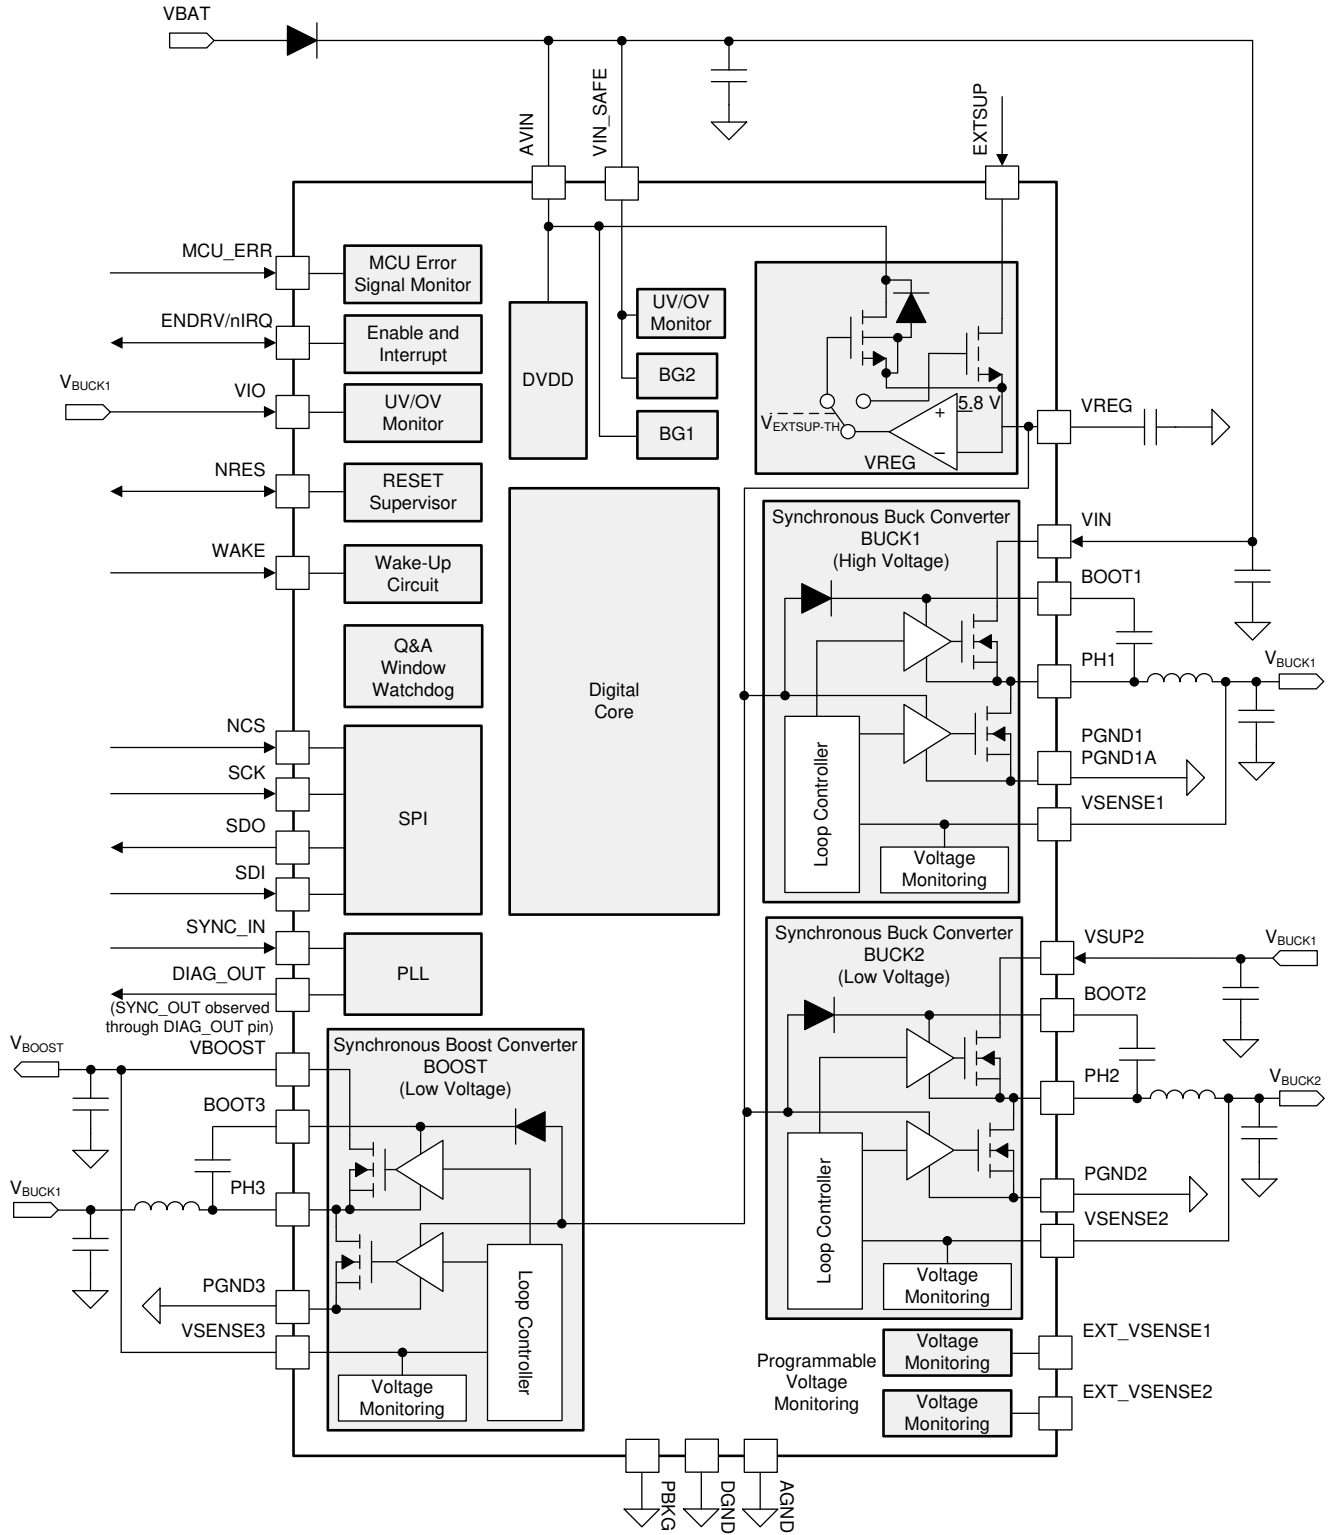 VBAT
AVIN
VIN_SAFE
EXTSUP
MCU_ERR
MCU Error
Signal Monitor
ENDRV/nIRQ
Enable and
Interrupt
VBUCK1
VIO
UV/OV
Monitor
NRES
RESET
Supervisor
WAKE
Wake-Up
Circuit
Q&A
Window
Watchdog
NCS
SCK
SDO
SDI
SPI
SYNC_IN
DIAG_OUT
(SYNC_OUT observed
through DIAG_OUT pin)
PLL
DVDD
UV/OV
Monitor
BG2
BG1
Digital
Core
VEXTSUP-TH
5.8 V
+
−
VREG
VREG
Synchronous Buck Converter
BUCK1
(High Voltage)
VIN
BOOT1
PH1
VBUCK1
PGND1
PGND1A
VSENSE1
Loop Controller
Voltage
Monitoring
Synchronous Buck Converter
BUCK2
(Low Voltage)
VSUP2
VBUCK1
BOOT2
PH2
VBUCK2
PGND2
VSENSE2
Loop Controller
Voltage
Monitoring
VBOOST
VBOOST
BOOT3
VBUCK1
PH3
PGND3
VSENSE3
Synchronous Boost Converter
BOOST
(Low Voltage)
Loop Controller
Voltage
Monitoring
Programmable
Voltage
Monitoring
Voltage
Monitoring
EXT_VSENSE1
Voltage
Monitoring
EXT_VSENSE2
PBKG
DGND
AGND